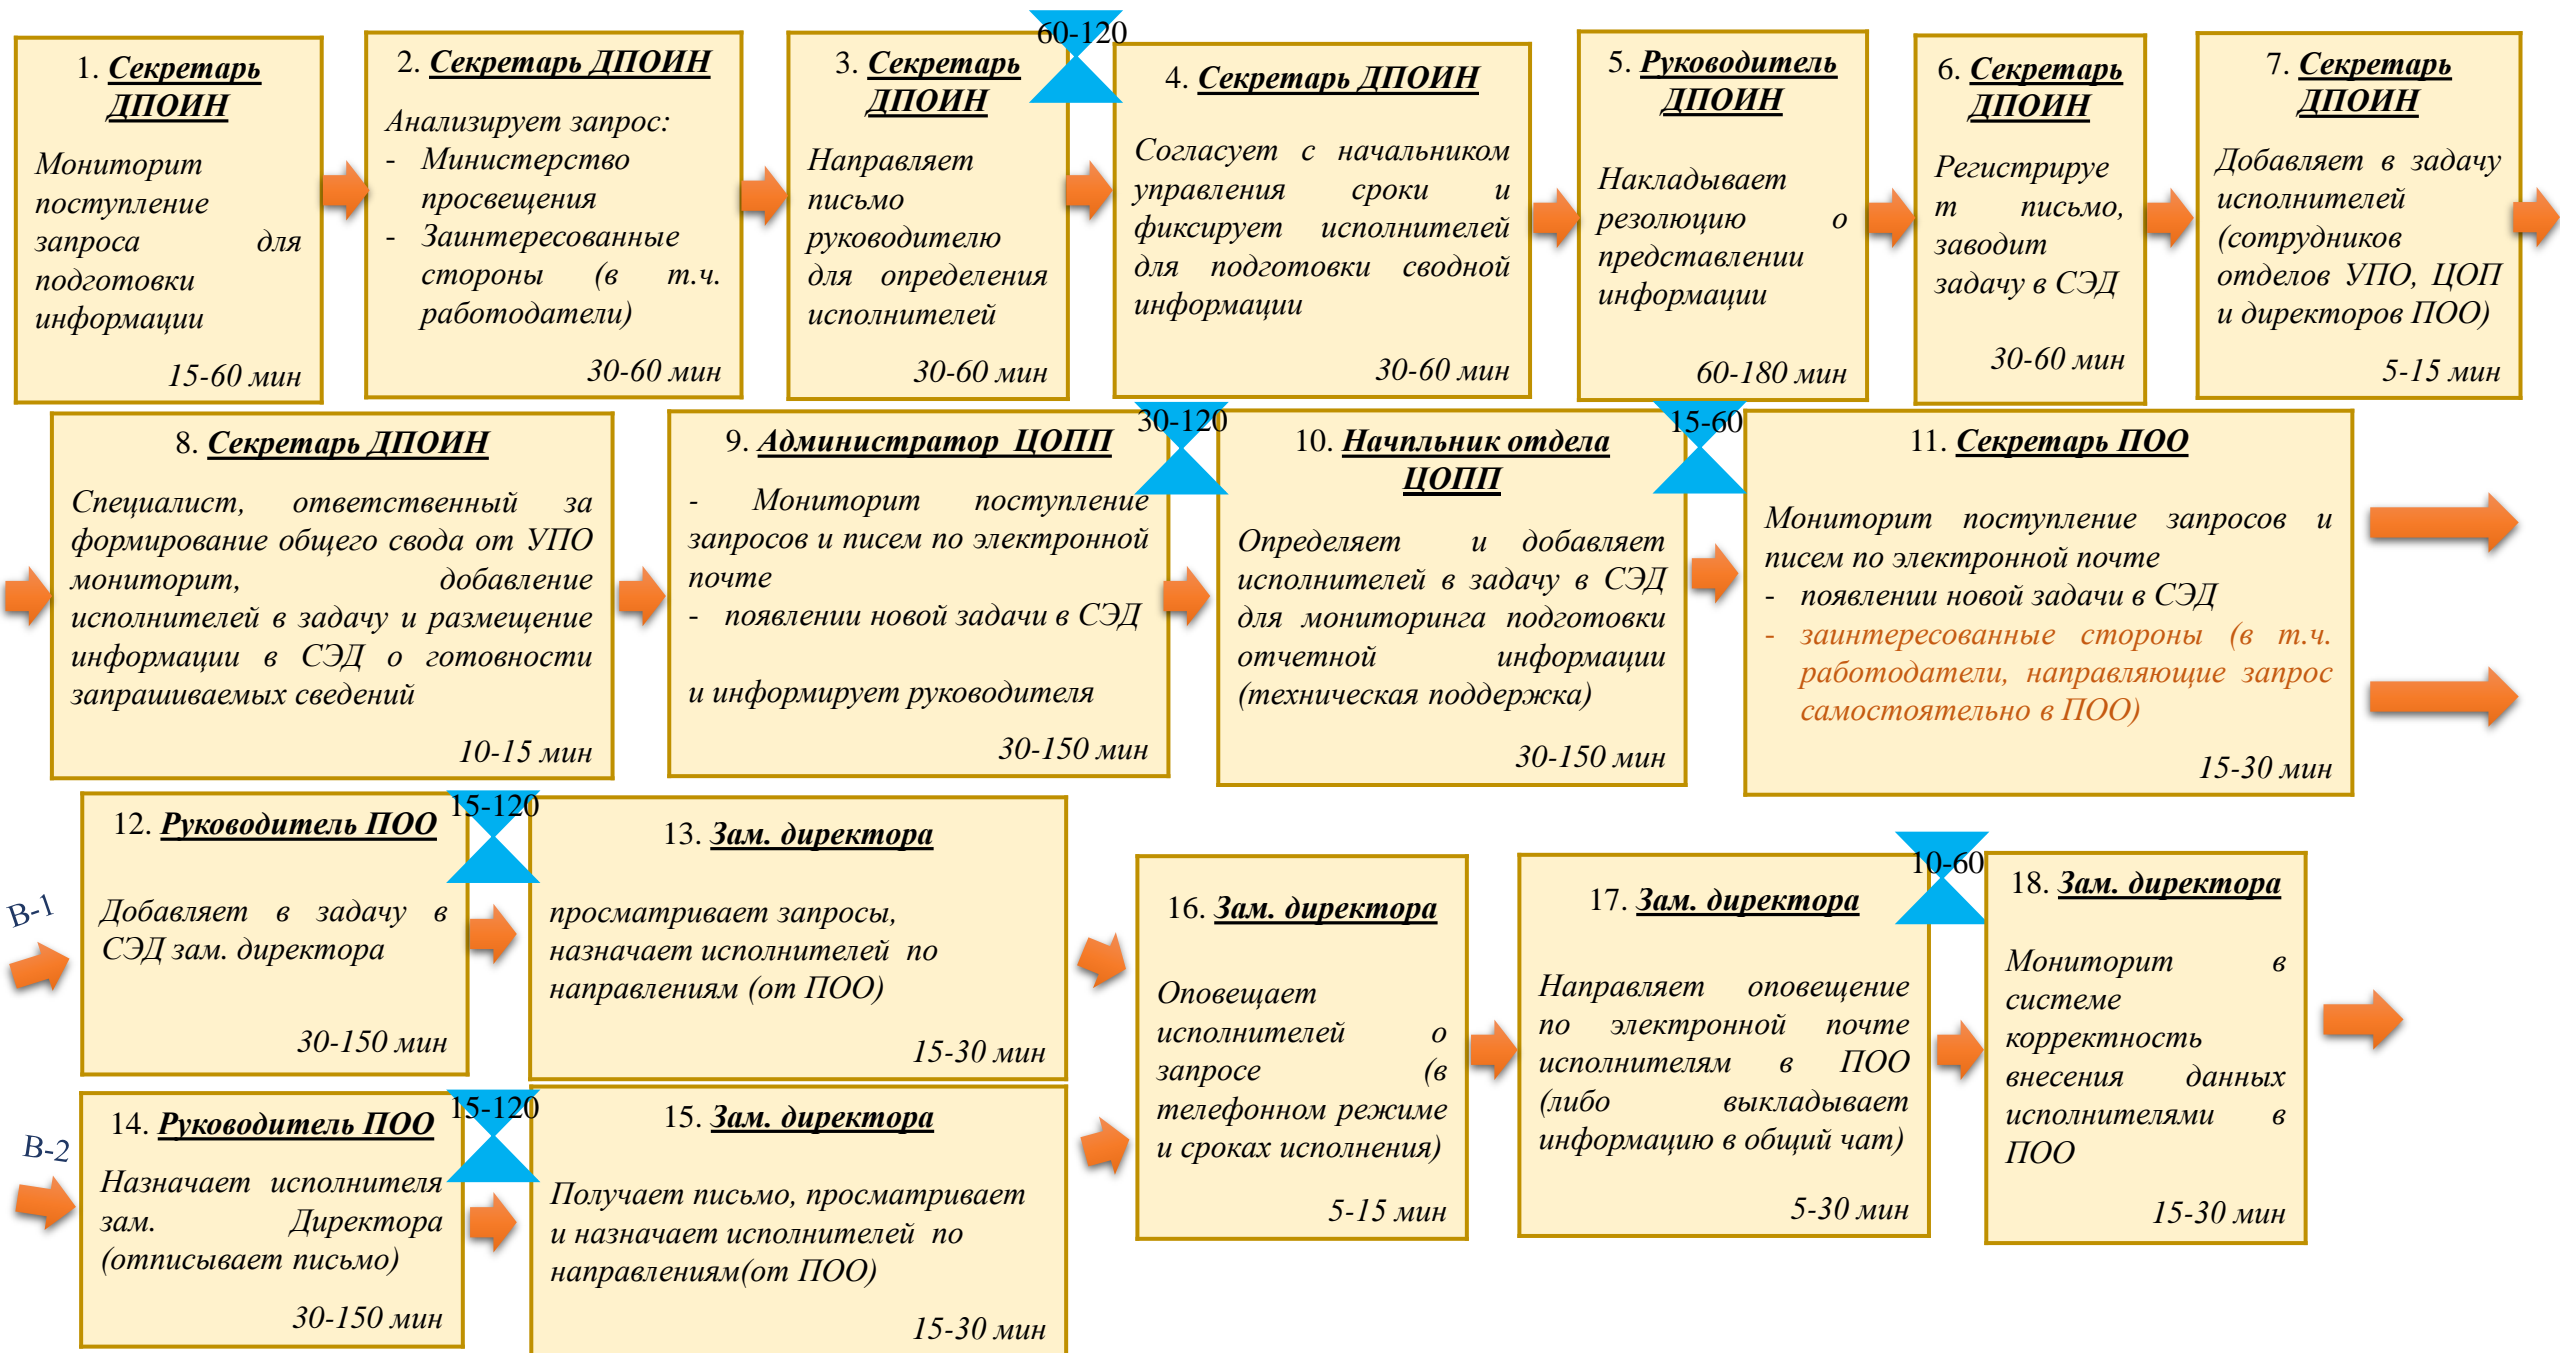 1. Секретарь
ДПОИН
Мониторит
поступление
запроса для
подготовки
информации
15-60 мин
2. Секретарь ДПОИН
Анализирует запрос:
- Министерство
просвещения
- Заинтересованные
стороны (в т.ч.
работодатели)
30-60 мин
3. Секретарь
ДПОИН
Направляет
письмо
руководителю
для определения
исполнителей
30-60 мин
60-120
4. Секретарь ДПОИН
Согласует с начальником
управления сроки и
фиксирует исполнителей
для подготовки сводной
информации
30-60 мин
5. Руководитель
ДПОИН
Накладывает
резолюцию о
представлении
информации
60-180 мин
6. Секретарь
ДПОИН
Регистрируе
т письмо,
заводит
задачу в СЭД
30-60 мин
7. Секретарь
ДПОИН
Добавляет в задачу
исполнителей
(сотрудников
отделов УПО, ЦОП
и директоров ПОО)
5-15 мин
8. Секретарь ДПОИН
Специалист, ответственный за
формирование общего свода от УПО
мониторит, добавление
исполнителей в задачу и размещение
информации в СЭД о готовности
запрашиваемых сведений
10-15 мин
9. Администратор ЦОПП
- Мониторит поступление
запросов и писем по электронной
почте
- появлении новой задачи в СЭД
и информирует руководителя
30-150 мин
30-120
10. Начпльник отдела
ЦОПП
Определяет и добавляет
исполнителей в задачу в СЭД
для мониторинга подготовки
отчетной информации
(техническая поддержка)
30-150 мин
15-60
11. Секретарь ПОО
Мониторит поступление запросов и
писем по электронной почте
- появлении новой задачи в СЭД
- заинтересованные стороны (в т.ч.
работодатели, направляющие запрос
самостоятельно в ПОО)
15-30 мин
В-1
12. Руководитель ПОО
Добавляет в задачу в
СЭД зам. директора
30-150 мин
15-120
13. Зам. директора
просматривает запросы,
назначает исполнителей по
направлениям (от ПОО)
15-30 мин
В-2
14. Руководитель ПОО
Назначает исполнителя
зам. Директора
(отписывает письмо)
30-150 мин
15-120
15. Зам. директора
Получает письмо, просматривает
и назначает исполнителей по
направлениям(от ПОО)
15-30 мин
16. Зам. директора
Оповещает
исполнителей о
запросе (в
телефонном режиме
и сроках исполнения)
5-15 мин
17. Зам. директора
Направляет оповещение
по электронной почте
исполнителям в ПОО
(либо выкладывает
информацию в общий чат)
5-30 мин
10-60
18. Зам. директора
Мониторит в
системе
корректность
внесения данных
исполнителями в
ПОО
15-30 мин